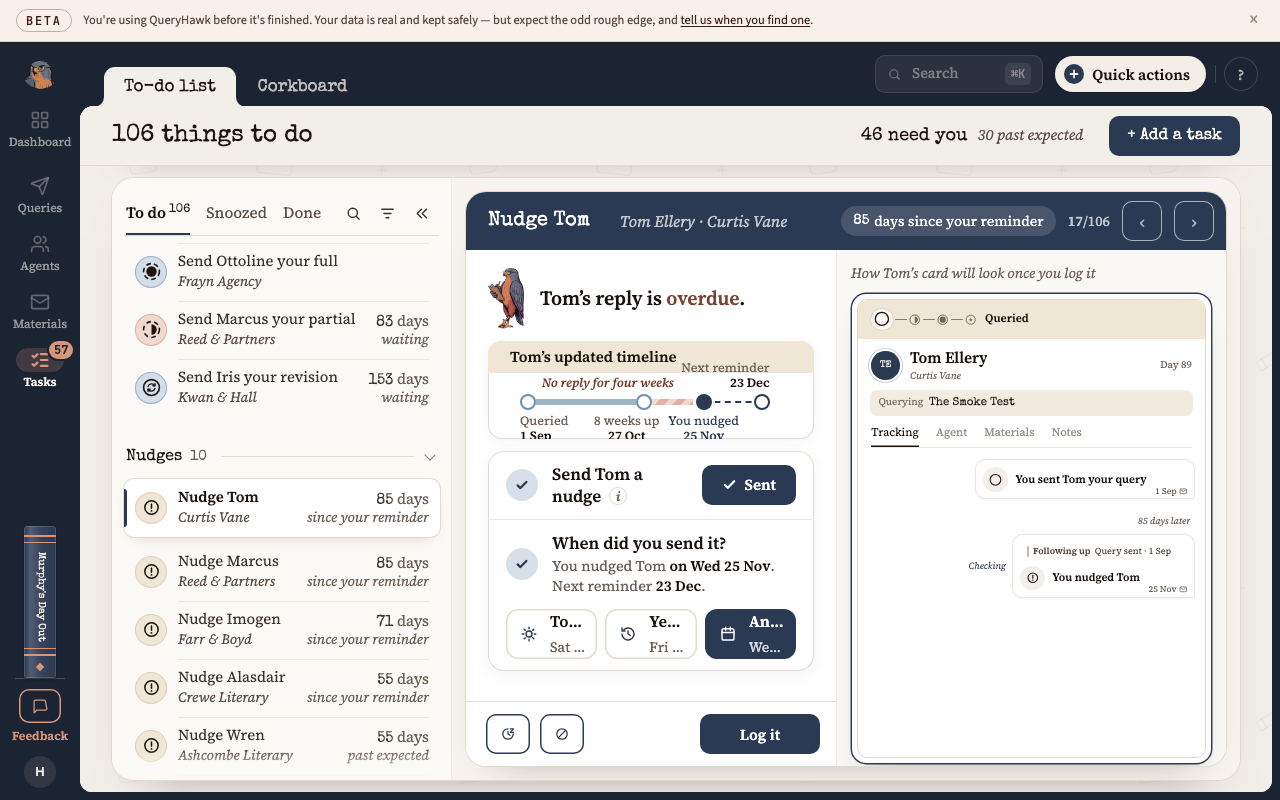 BETA You're using QueryHawk before it's finished. Your data is real and kept safely — but expect the odd rough edge, and tell us when you find one. ×
To-do list
Corkboard
Search ⌘K
+ Quick actions
?
Dashboard
Queries
Agents
Materials
57
Tasks
Murphy's Day Out
Feedback
H
106 things to do
46 need you 30 past expected
+ Add a task
To do 106 Snoozed Done
Send Ottoline your full
Frayn Agency
Send Marcus your partial 83 days
Reed & Partners waiting
Send Iris your revision 153 days
Kwan & Hall waiting
Nudges 10
Nudge Tom 85 days
Curtis Vane since your reminder
Nudge Marcus 85 days
Reed & Partners since your reminder
Nudge Imogen 71 days
Farr & Boyd since your reminder
Nudge Alasdair 55 days
Crewe Literary since your reminder
Nudge Wren 55 days
Ashcombe Literary past expected
Nudge Tom Tom Ellery · Curtis Vane 85 days since your reminder 17/106 ‹ ›
Tom's reply is overdue.
Tom's updated timeline
Next reminder
No reply for four weeks 23 Dec
Queried 8 weeks up You nudged
1 Sep 27 Oct 25 Nov
Send Tom a
nudge i
Sent
When did you send it?
You nudged Tom on Wed 25 Nov.
Next reminder 23 Dec.
To... Ye... An...
Sat ... Fri ... We...
Log it
How Tom's card will look once you log it
Queried
TE
Tom Ellery
Curtis Vane
Day 89
Querying The Smoke Test
Tracking Agent Materials Notes
You sent Tom your query
1 Sep
85 days later
Following up Query sent · 1 Sep
Checking
You nudged Tom
25 Nov